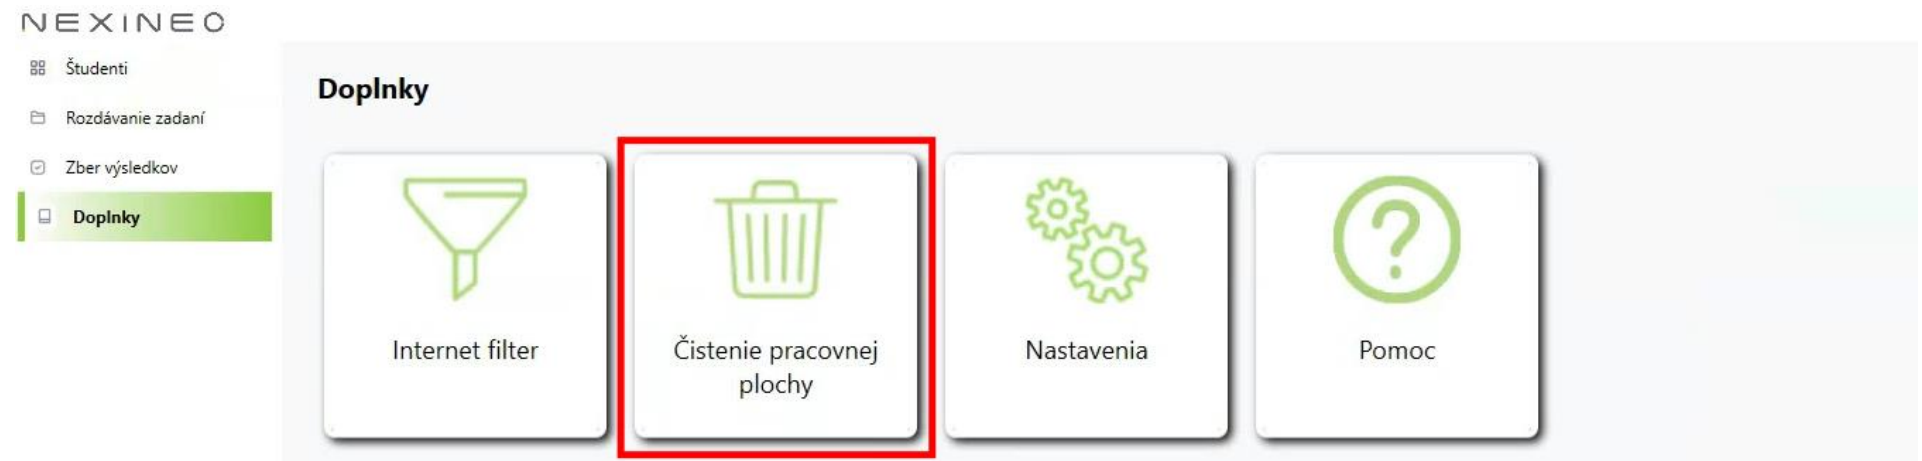 NEXINEO
Študenti
Rozdávanie zadaní
Zber výsledkov
Doplnky
Doplnky
Internet filter
Čistenie pracovnej
plochy
Nastavenia
Pomoc